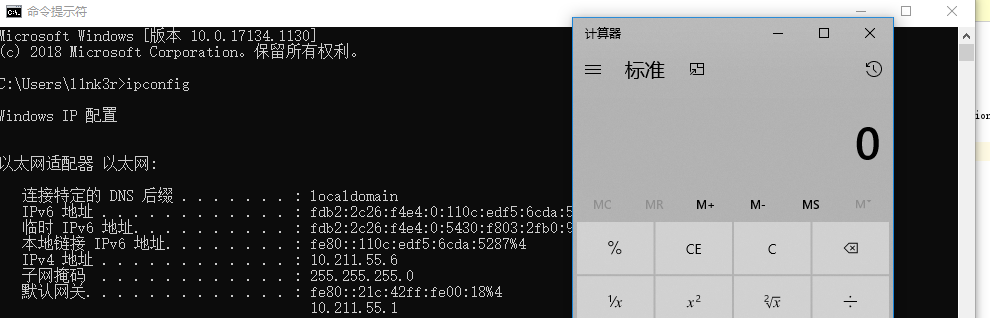 命令提示符
Microsoft Windows [版本 10.0.17134.1130]
(c) 2018 Microsoft Corporation。保留所有权利。
C:\Users\l1nk3r>ipconfig
Windows IP 配置
以太网适配器 以太网:
连接特定的 DNS 后缀 . . . . . . . : localdomain
IPv6 地址 . . . . . . . . . . . . : fdb2:2c26:f4e4:0:110c:edf5:6cda:5
临时 IPv6 地址. . . . . . . . . . : fdb2:2c26:f4e4:0:5430:f803:2fb0:9
本地链接 IPv6 地址. . . . . . . . : fe80::110c:edf5:6cda:5287%4
IPv4 地址 . . . . . . . . . . . . : 10.211.55.6
子网掩码 . . . . . . . . . . . . : 255.255.255.0
默认网关. . . . . . . . . . . . . : fe80::21c:42ff:fe00:18%4
10.211.55.1
计算器
标准
0
MC MR M+ M- MS M˅
% CE C
¹/x x² ²√x ÷
ion